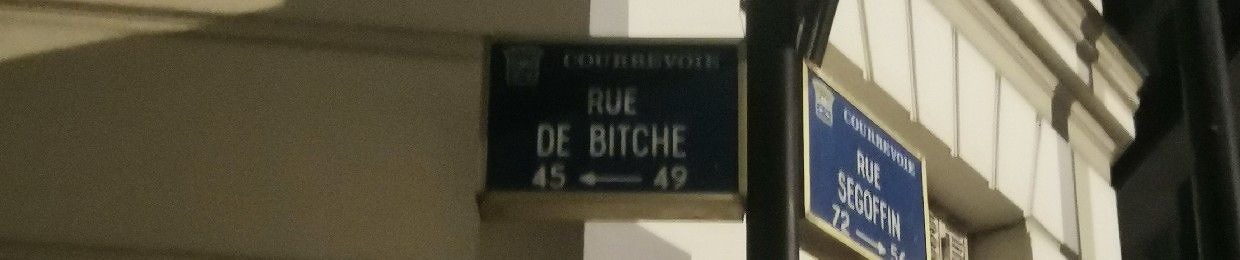 COURBEVOIE
RUE
DE BITCHE
45 ← 49
COURBEVOIE
RUE
SEGOFFIN
72 →